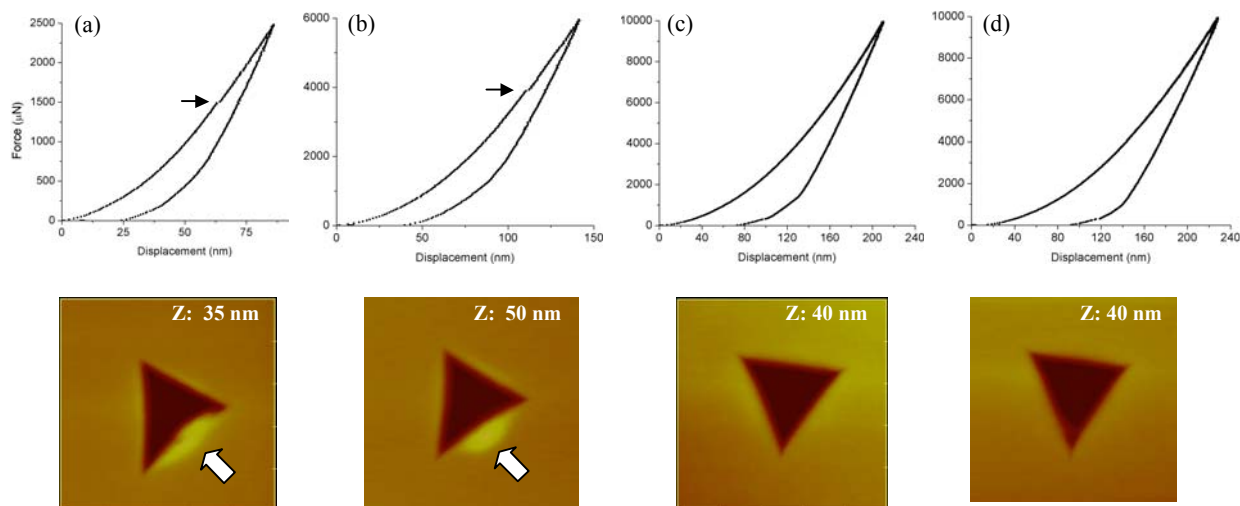 (a)
2500
2000
1500
1000
500
0
Force (μN)
0 25 50 75
Displacement (nm)
(b)
6000
4000
2000
0
0 50 100 150
Displacement (nm)
(c)
10000
8000
6000
4000
2000
0
0 40 80 120 160 200 240
Displacement (nm)
(d)
10000
8000
6000
4000
2000
0
0 40 80 120 160 200 240
Displacement (nm)
Z: 35 nm
Z: 50 nm
Z: 40 nm
Z: 40 nm